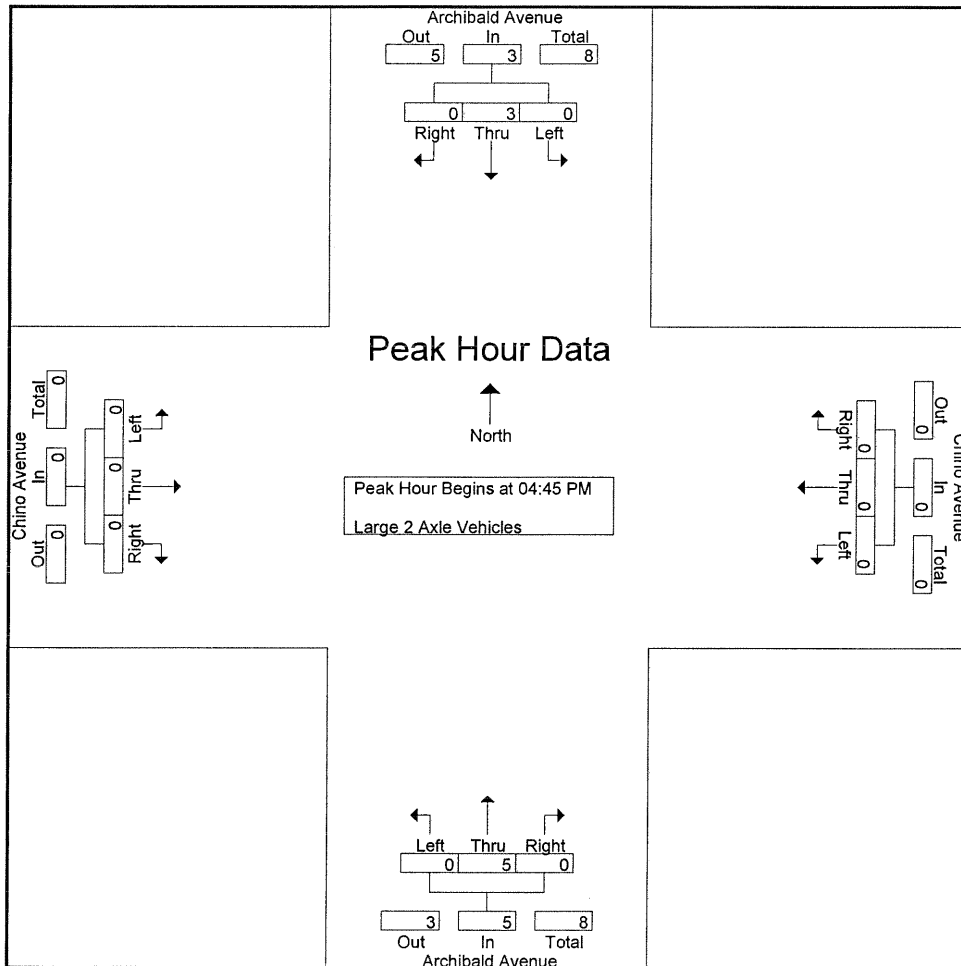 Archibald Avenue
Out In Total
5 3 8
0 3 0
Right Thru Left
Peak Hour Data
North
Peak Hour Begins at 04:45 PM
Large 2 Axle Vehicles
Chino Avenue
Out In Total
0 0 0
Left Thru Right
0 0 0
Chino Avenue
Out In Total
0 0 0
Right Thru Left
0 0 0
Left Thru Right
0 5 0
3 5 8
Out In Total
Archibald Avenue